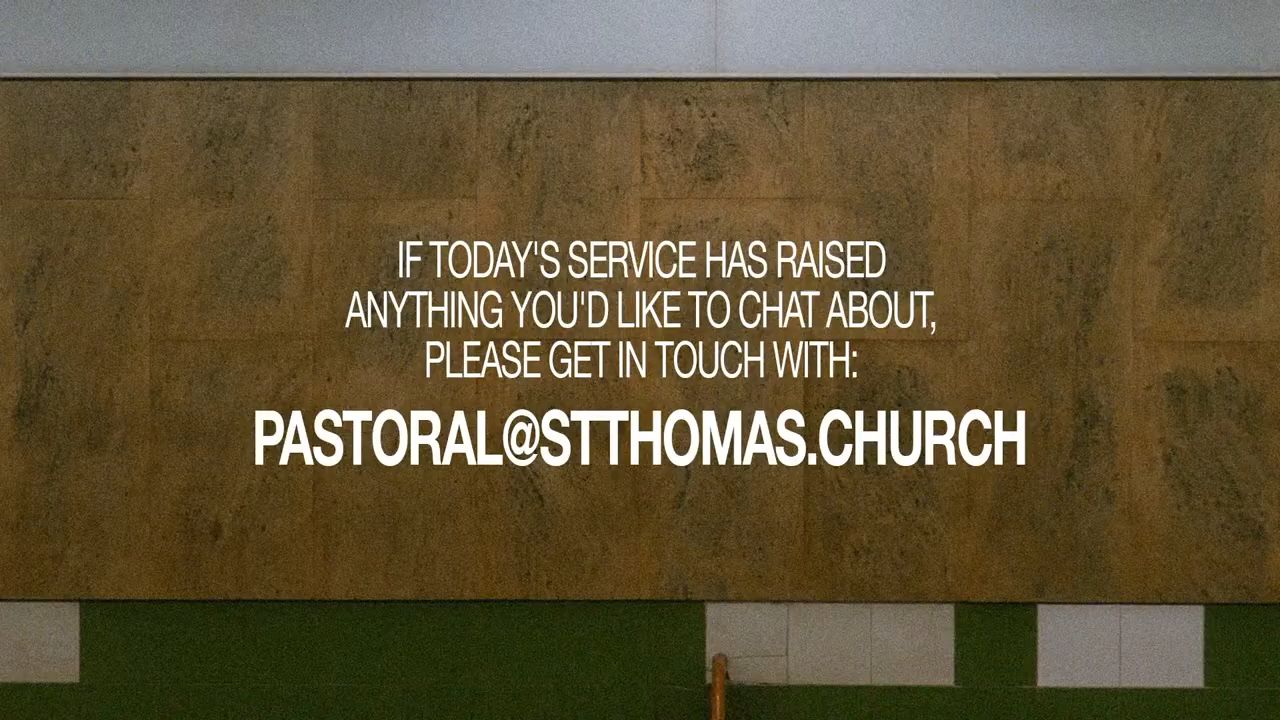 IF TODAY'S SERVICE HAS RAISED
ANYTHING YOU'D LIKE TO CHAT ABOUT,
PLEASE GET IN TOUCH WITH:
PASTORAL@STTHOMAS.CHURCH